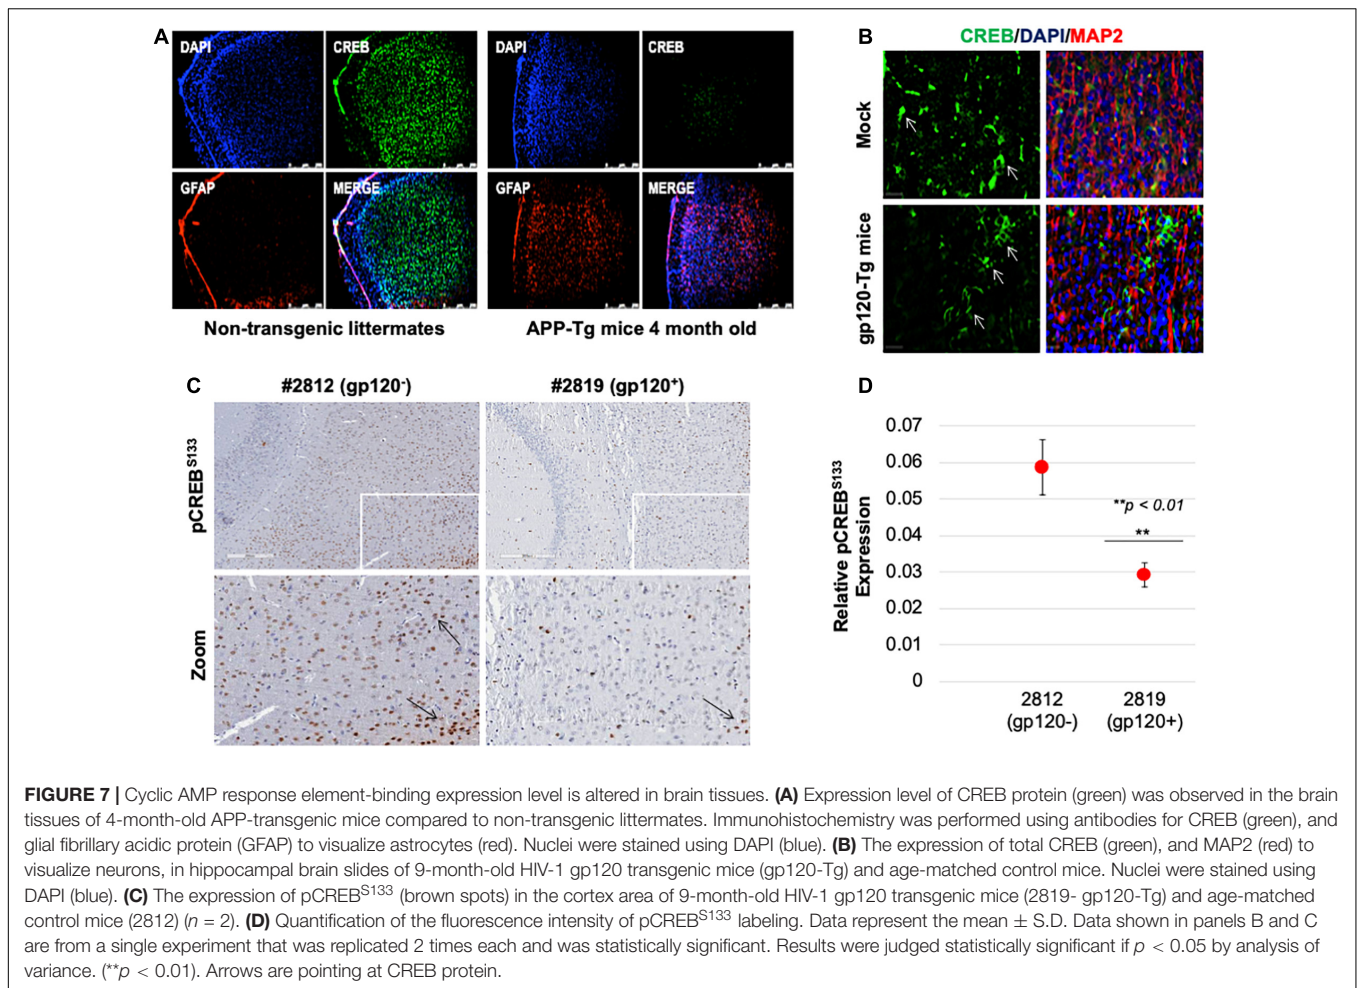 A
DAPI
CREB
DAPI
CREB
GFAP
MERGE
GFAP
MERGE
Non-transgenic littermates
APP-Tg mice 4 month old
B
CREB/DAPI/MAP2
Mock
gp120-Tg mice
C
#2812 (gp120-)
#2819 (gp120+)
pCREBS133
Zoom
D
Relative pCREBS133
Expression
0.07
0.06
0.05
0.04
0.03
0.02
0.01
0
**p < 0.01
**
2812
(gp120-)
2819
(gp120+)
FIGURE 7 | Cyclic AMP response element-binding expression level is altered in brain tissues. (A) Expression level of CREB protein (green) was observed in the brain
tissues of 4-month-old APP-transgenic mice compared to non-transgenic littermates. Immunohistochemistry was performed using antibodies for CREB (green), and
glial fibrillary acidic protein (GFAP) to visualize astrocytes (red). Nuclei were stained using DAPI (blue). (B) The expression of total CREB (green), and MAP2 (red) to
visualize neurons, in hippocampal brain slides of 9-month-old HIV-1 gp120 transgenic mice (gp120-Tg) and age-matched control mice. Nuclei were stained using
DAPI (blue). (C) The expression of pCREBS133 (brown spots) in the cortex area of 9-month-old HIV-1 gp120 transgenic mice (2819- gp120-Tg) and age-matched
control mice (2812) (n = 2). (D) Quantification of the fluorescence intensity of pCREBS133 labeling. Data represent the mean ± S.D. Data shown in panels B and C
are from a single experiment that was replicated 2 times each and was statistically significant. Results were judged statistically significant if p < 0.05 by analysis of
variance. (**p < 0.01). Arrows are pointing at CREB protein.